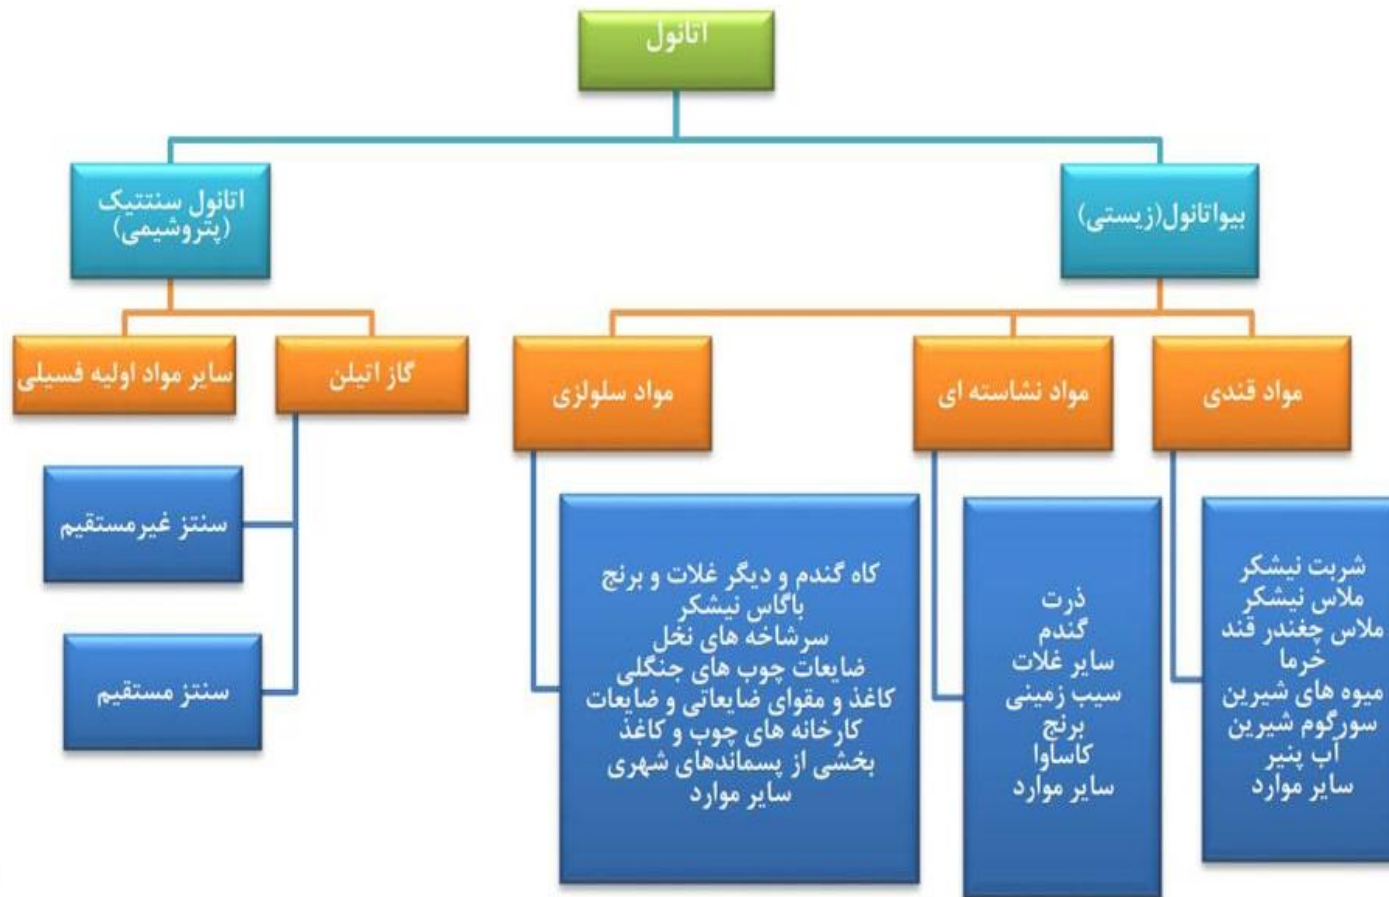 اتانول
بیواتانول(زیستی)
اتانول سنتتیک
(پتروشیمی)
مواد قندی
مواد نشاسته ای
مواد سلولزی
گاز اتیلن
سایر مواد اولیه فسیلی
شربت نیشکر
ملاس نیشکر
ملاس چغندر قند
خرما
میوه های شیرین
سورگوم شیرین
آب پنیر
سایر موارد
ذرت
گندم
سایر غلات
سیب زمینی
برنج
کاساوا
سایر موارد
کاه گندم و دیگر غلات و برنج
باگاس نیشکر
سرشاخه های نخل
ضایعات چوب های جنگلی
کاغذ و مقوای ضایعاتی و ضایعات
کارخانه های چوب و کاغذ
بخشی از پسماندهای شهری
سایر موارد
سنتز غیرمستقیم
سنتز مستقیم